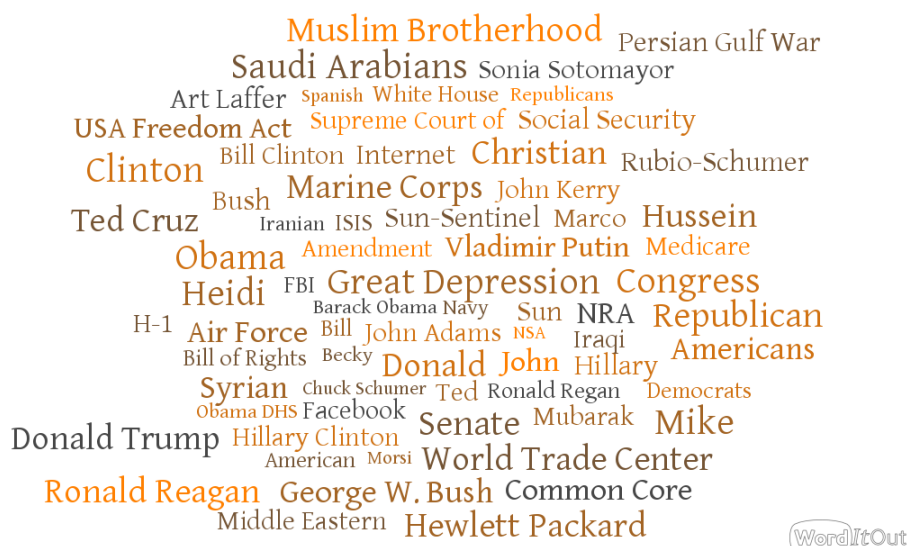 Muslim Brotherhood Persian Gulf War
Saudi Arabians Sonia Sotomayor
Art Laffer Spanish White House Republicans
USA Freedom Act Supreme Court of Social Security
Clinton Bill Clinton Internet Christian Rubio-Schumer
Bush Marine Corps John Kerry
Ted Cruz Iranian ISIS Sun-Sentinel Marco Hussein
Obama Amendment Vladimir Putin Medicare
Heidi FBI Great Depression Congress
Barack Obama Navy Sun NRA Republican
H-1 Air Force Bill John Adams NSA Iraqi Americans
Bill of Rights Becky Donald John Hillary
Syrian Chuck Schumer Ted Ronald Regan Democrats
Obama DHS Facebook Senate Mubarak Mike
Donald Trump Hillary Clinton
American Morsi World Trade Center
Ronald Reagan George W. Bush Common Core
Middle Eastern Hewlett Packard
WordItOut